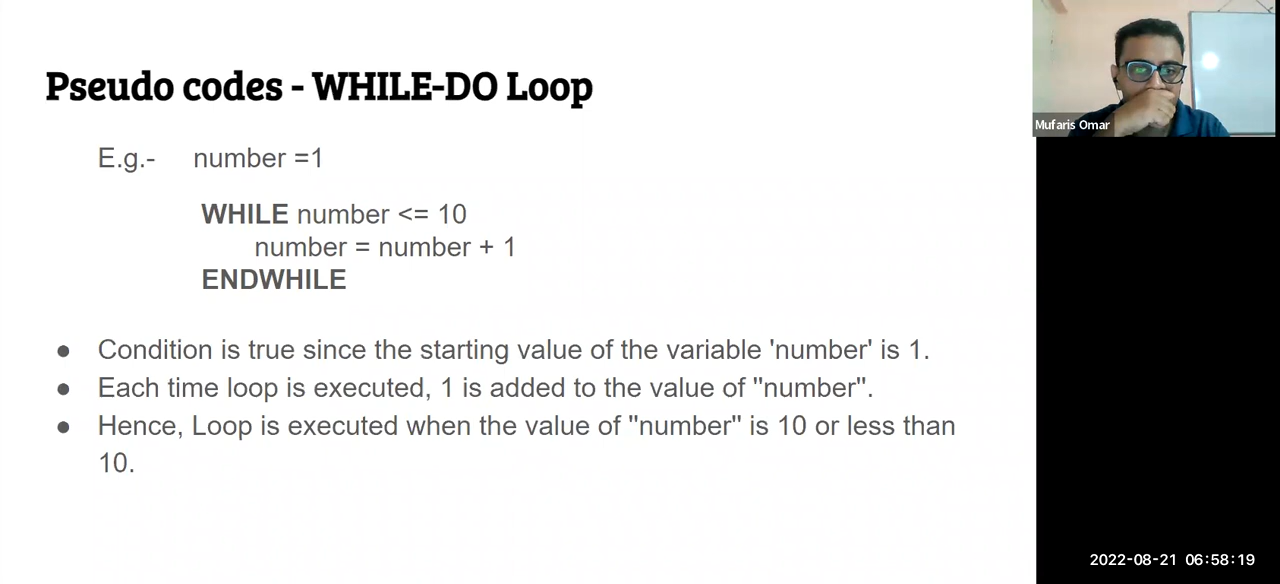 Pseudo codes - WHILE-DO Loop
Mufaris Omar
E.g.- number =1
WHILE number <= 10
number = number + 1
ENDWHILE
● Condition is true since the starting value of the variable 'number' is 1.
● Each time loop is executed, 1 is added to the value of "number".
● Hence, Loop is executed when the value of "number" is 10 or less than
10.
2022-08-21 06:58:19